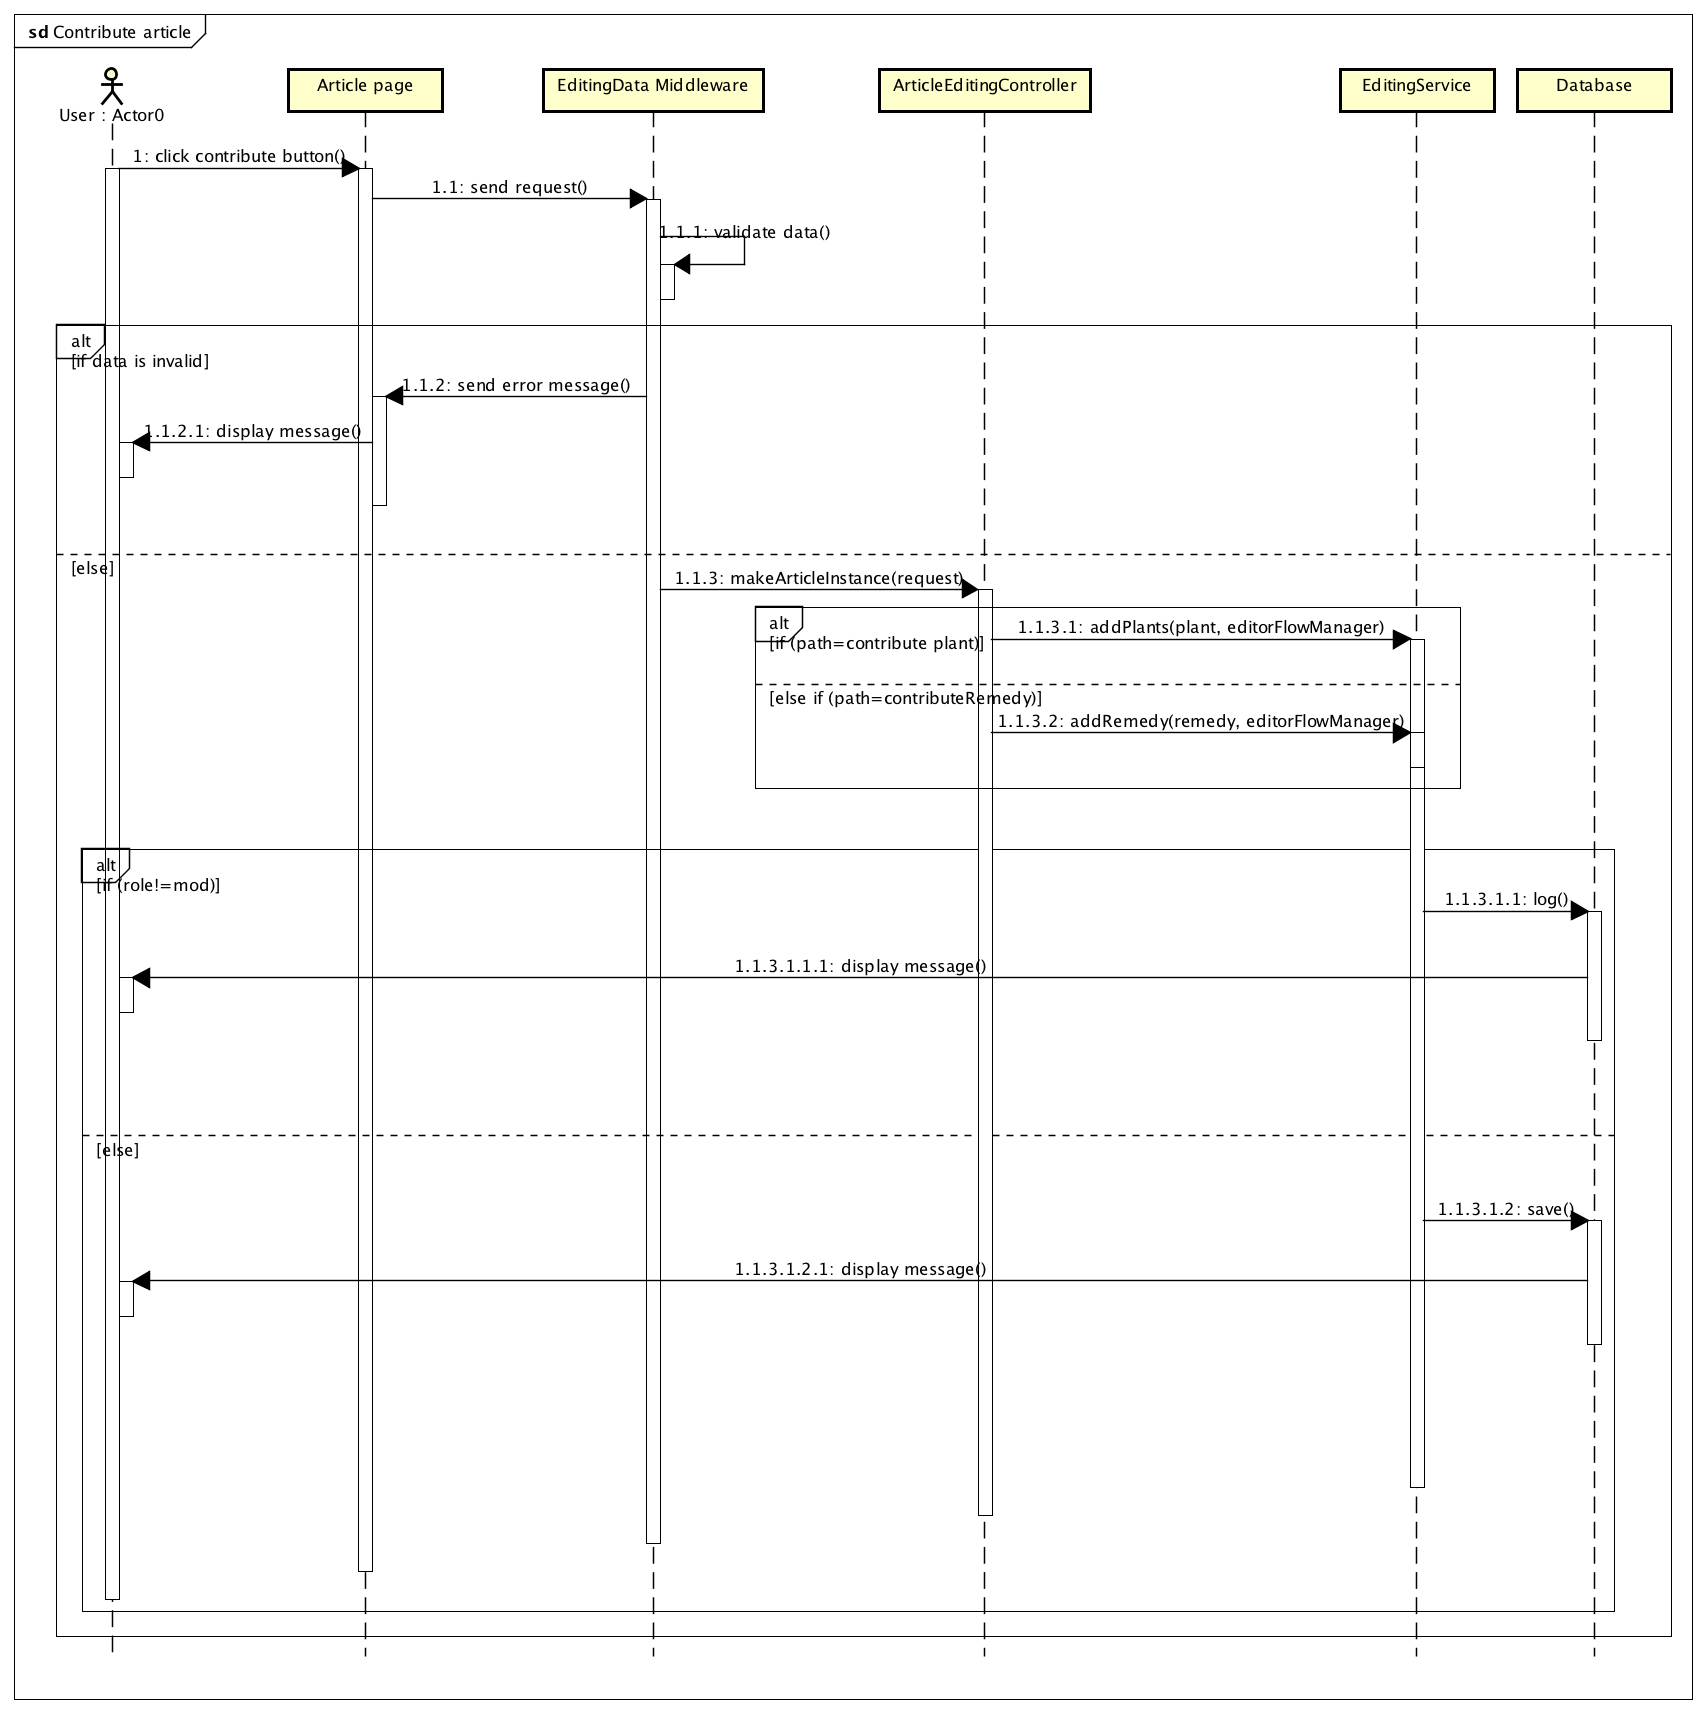 sd Contribute article
User : Actor0
Article page
EditingData Middleware
ArticleEditingController
EditingService
Database
1: click contribute button()
1.1: send request()
1.1.1: validate data()
alt
[if data is invalid]
1.1.2: send error message()
1.1.2.1: display message()
[else]
1.1.3: makeArticleInstance(request)
alt
[if (path=contribute plant)]
1.1.3.1: addPlants(plant, editorFlowManager)
[else if (path=contributeRemedy)]
1.1.3.2: addRemedy(remedy, editorFlowManager)
alt
[if (role!=mod)]
1.1.3.1.1: log()
1.1.3.1.1.1: display message()
[else]
1.1.3.1.2: save()
1.1.3.1.2.1: display message()